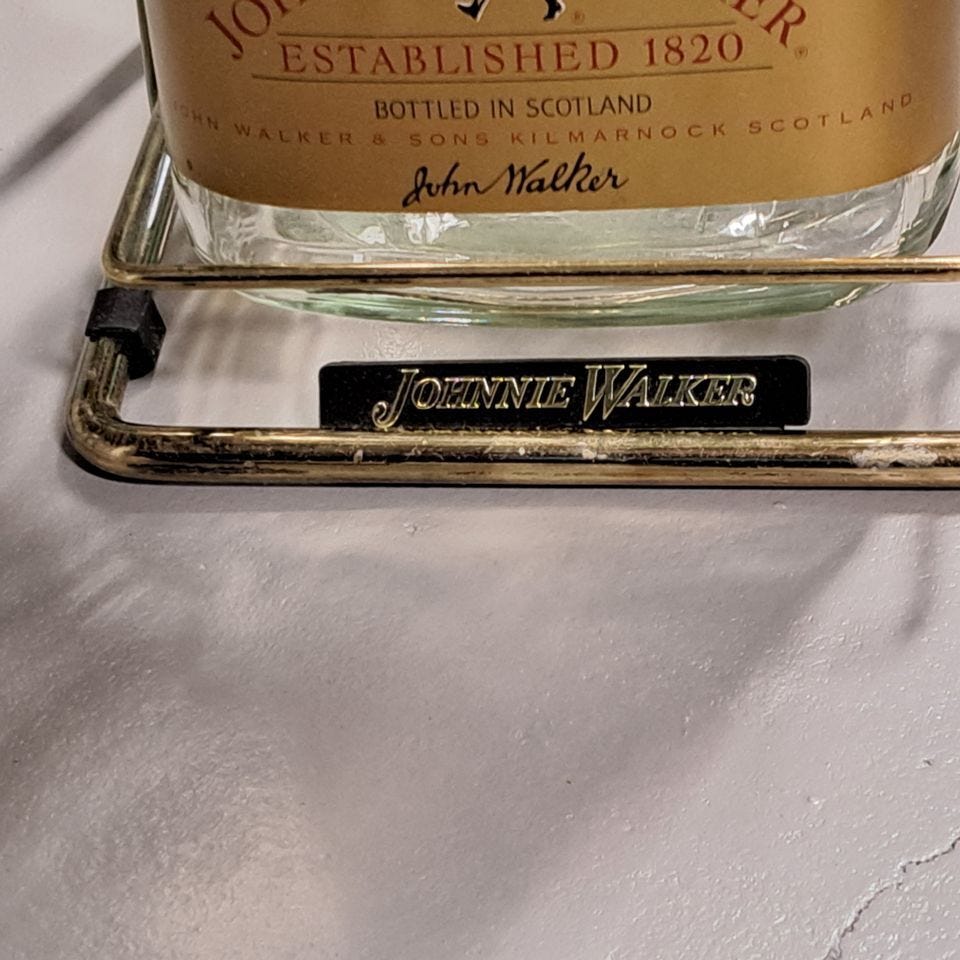 ESTABLISHED 1820
BOTTLED IN SCOTLAND
WALKER & SONS KILMARNOCK SCOTLAND
John Walker
JOHNNIE WALKER